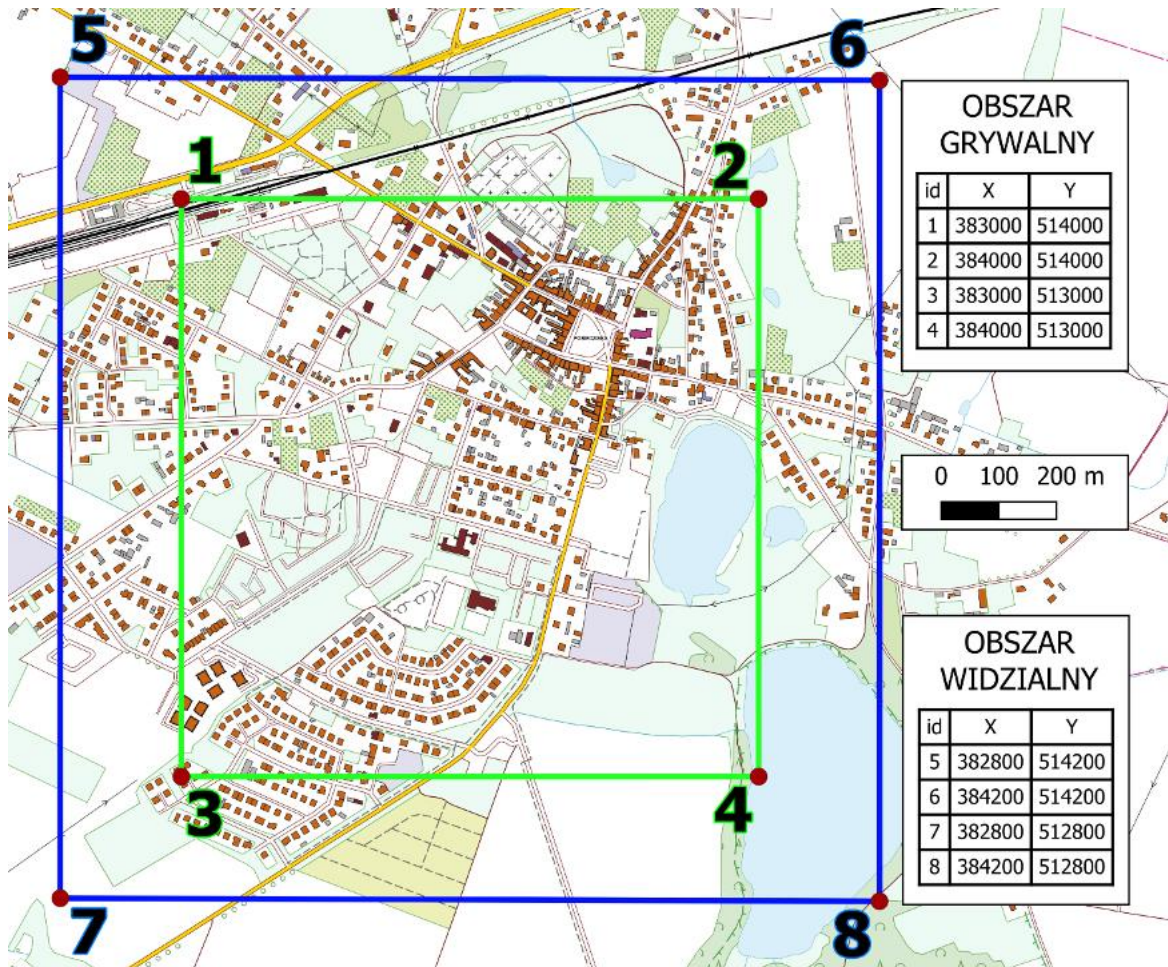 5
6
1
2
3
4
7
8
OBSZAR
GRYWALNY
id X Y
1 383000 514000
2 384000 514000
3 383000 513000
4 384000 513000
0 100 200 m
OBSZAR
WIDZIALNY
id X Y
5 382800 514200
6 384200 514200
7 382800 512800
8 384200 512800